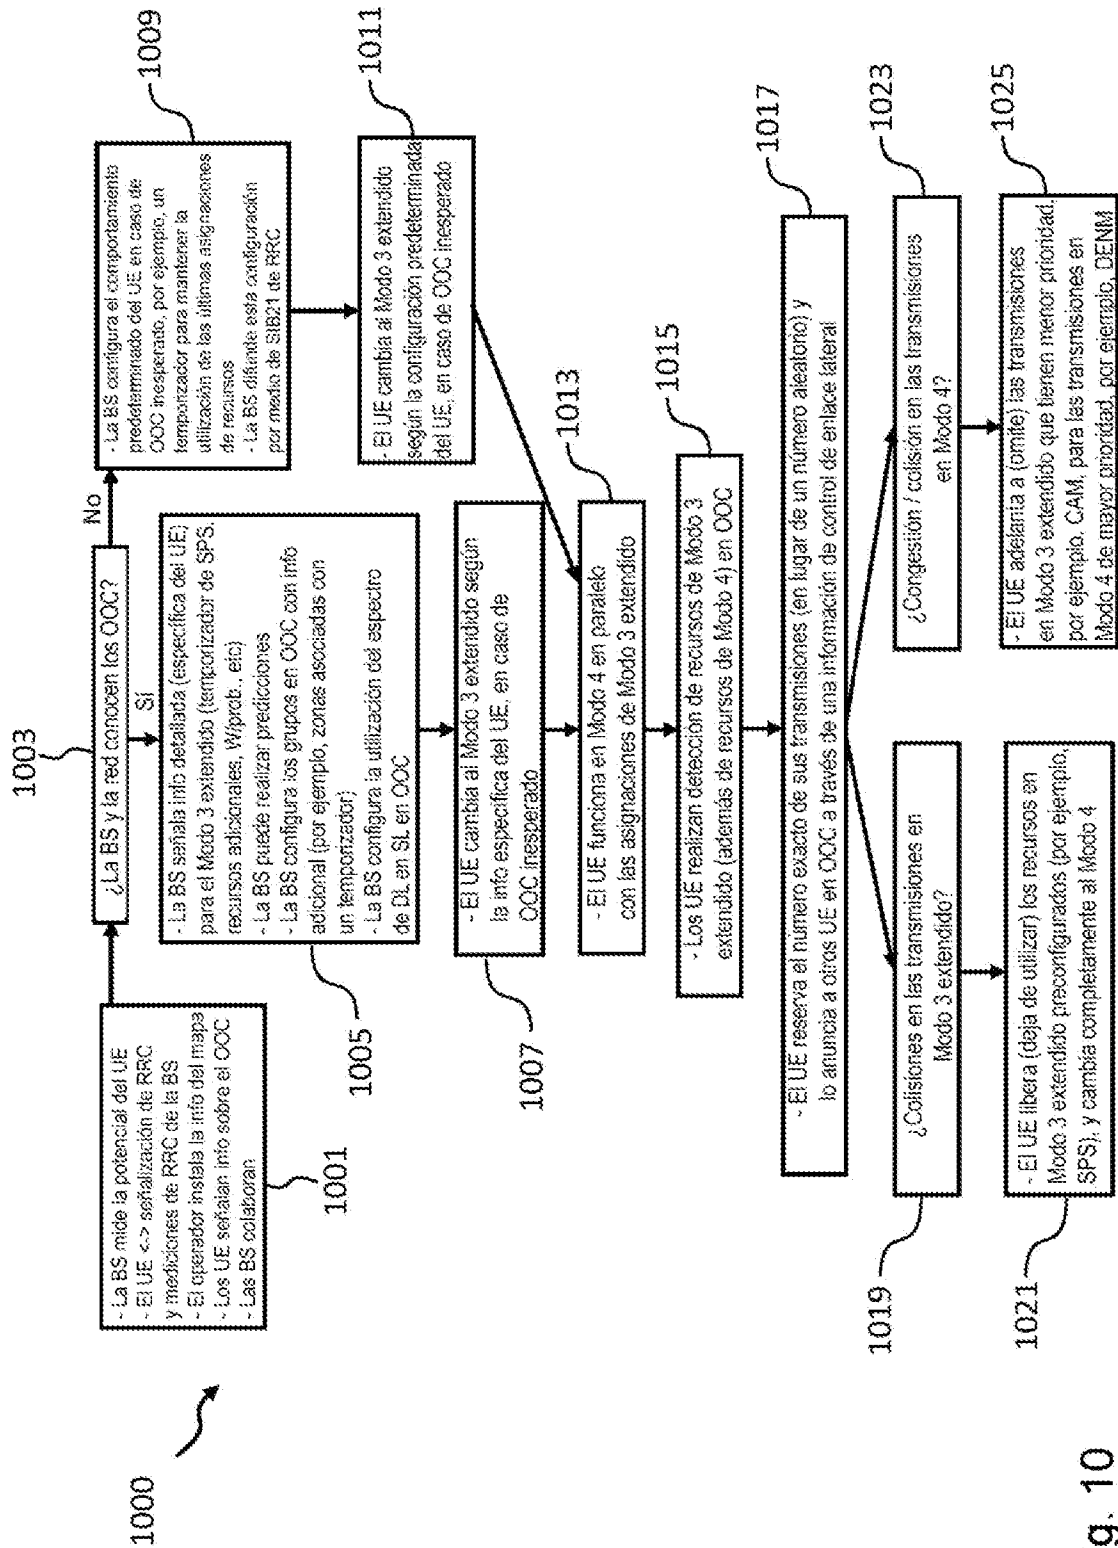 1000
- La BS mide la potencial del UE
- El UE <-> señalización de RRC
y mediciones de RRC de la BS
- El operador instala la info del mapa
- Los UE señalan info sobre el OOC
- Las BS colaboran
1001
1003
¿La BS y la red conocen los OOC?
No
Sí
- La BS señala info detallada (específica del UE)
para el Modo 3 extendido (temporizador de SPS,
recursos adicionales, W/prob., etc)
- La BS puede realizar predicciones
- La BS configura los grupos en OOC con info
adicional (por ejemplo, zonas asociadas con
un temporizador)
- La BS configura la utilización del espectro
de DL en SL en OOC
1005
- La BS configura el comportamiento
predeterminado del UE en caso de
OOC inesperado, por ejemplo, un
temporizador para mantener la
utilización de las últimas asignaciones
de recursos
- La BS difunde esta configuración
por medio de SIB21 de RRC
1009
- El UE cambia al Modo 3 extendido según
la info específica del UE, en caso de
OOC inesperado
1007
- El UE cambia al Modo 3 extendido
según la configuración predeterminada
del UE, en caso de OOC inesperado
1011
- El UE funciona en Modo 4 en paralelo
con las asignaciones de Modo 3 extendido
1013
- Los UE realizan detección de recursos de Modo 3
extendido (además de recursos de Modo 4) en OOC
1015
- El UE reserva el número exacto de sus transmisiones (en lugar de un número aleatorio) y
lo anuncia a otros UE en OOC a través de una información de control de enlace lateral
1017
¿Colisiones en las transmisiones en
Modo 3 extendido?
1019
¿Congestión / colisión en las transmisiones
en Modo 4?
1023
- El UE libera (deja de utilizar) los recursos en
Modo 3 extendido preconfigurados (por ejemplo,
SPS), y cambia completamente al Modo 4
1021
- El UE adelanta a (omite) las transmisiones
en Modo 3 extendido que tienen menor prioridad,
por ejemplo, CAM, para las transmisiones en
Modo 4 de mayor prioridad, por ejemplo, DENM
1025
g. 10